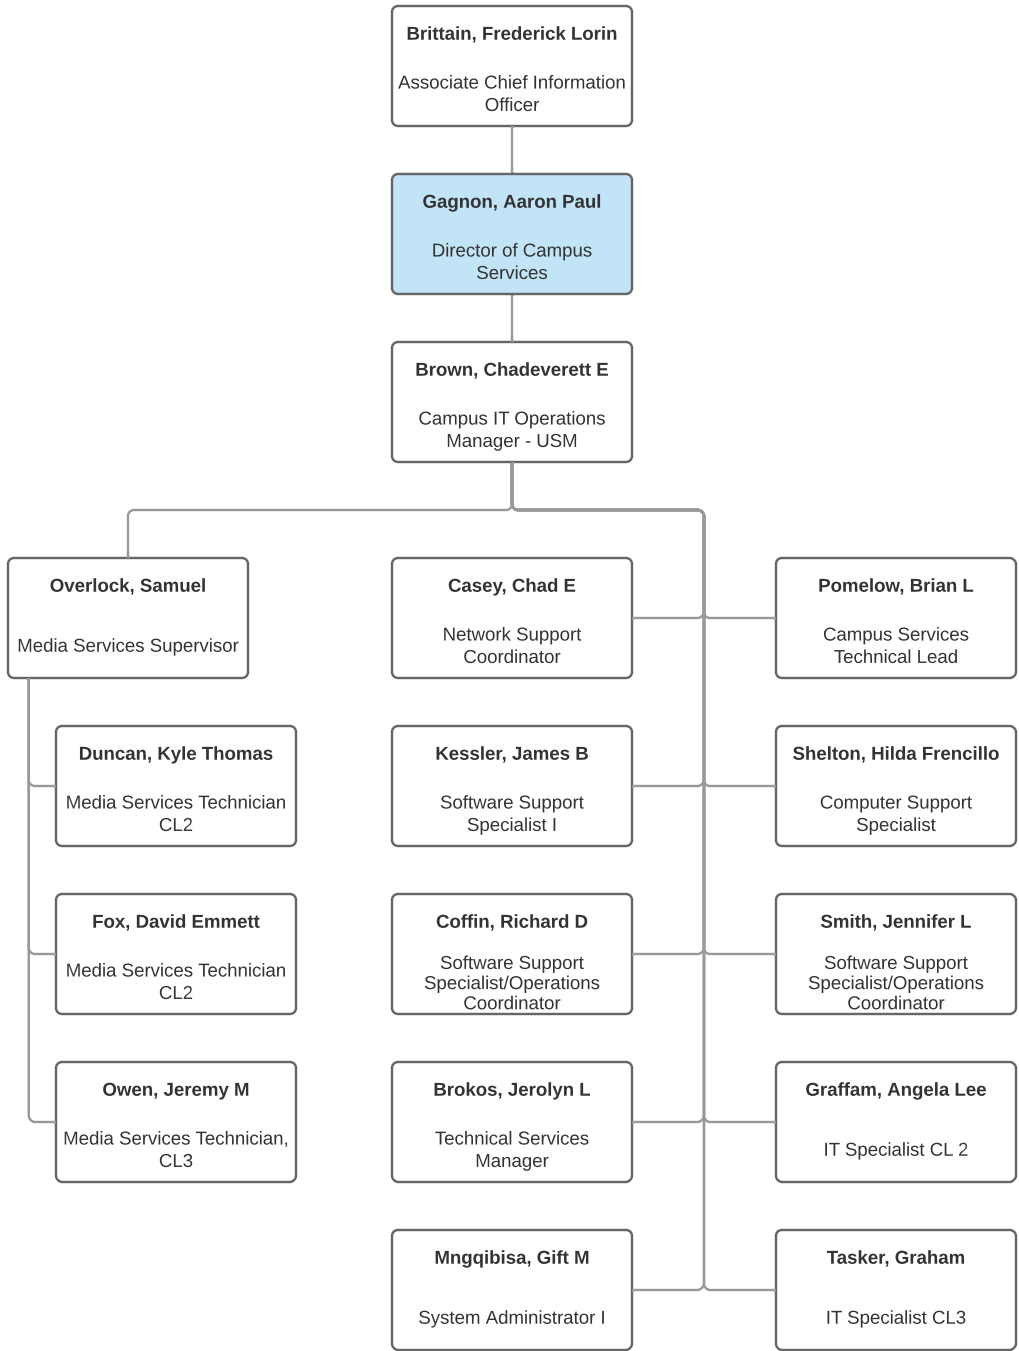 Brittain, Frederick Lorin
Associate Chief Information
Officer
Gagnon, Aaron Paul
Director of Campus
Services
Brown, Chadeverett E
Campus IT Operations
Manager - USM
Overlock, Samuel
Media Services Supervisor
Duncan, Kyle Thomas
Media Services Technician
CL2
Fox, David Emmett
Media Services Technician
CL2
Owen, Jeremy M
Media Services Technician,
CL3
Casey, Chad E
Network Support
Coordinator
Pomelow, Brian L
Campus Services
Technical Lead
Kessler, James B
Software Support
Specialist I
Shelton, Hilda Frencillo
Computer Support
Specialist
Coffin, Richard D
Software Support
Specialist/Operations
Coordinator
Smith, Jennifer L
Software Support
Specialist/Operations
Coordinator
Brokos, Jerolyn L
Technical Services
Manager
Graffam, Angela Lee
IT Specialist CL 2
Mngqibisa, Gift M
System Administrator I
Tasker, Graham
IT Specialist CL3